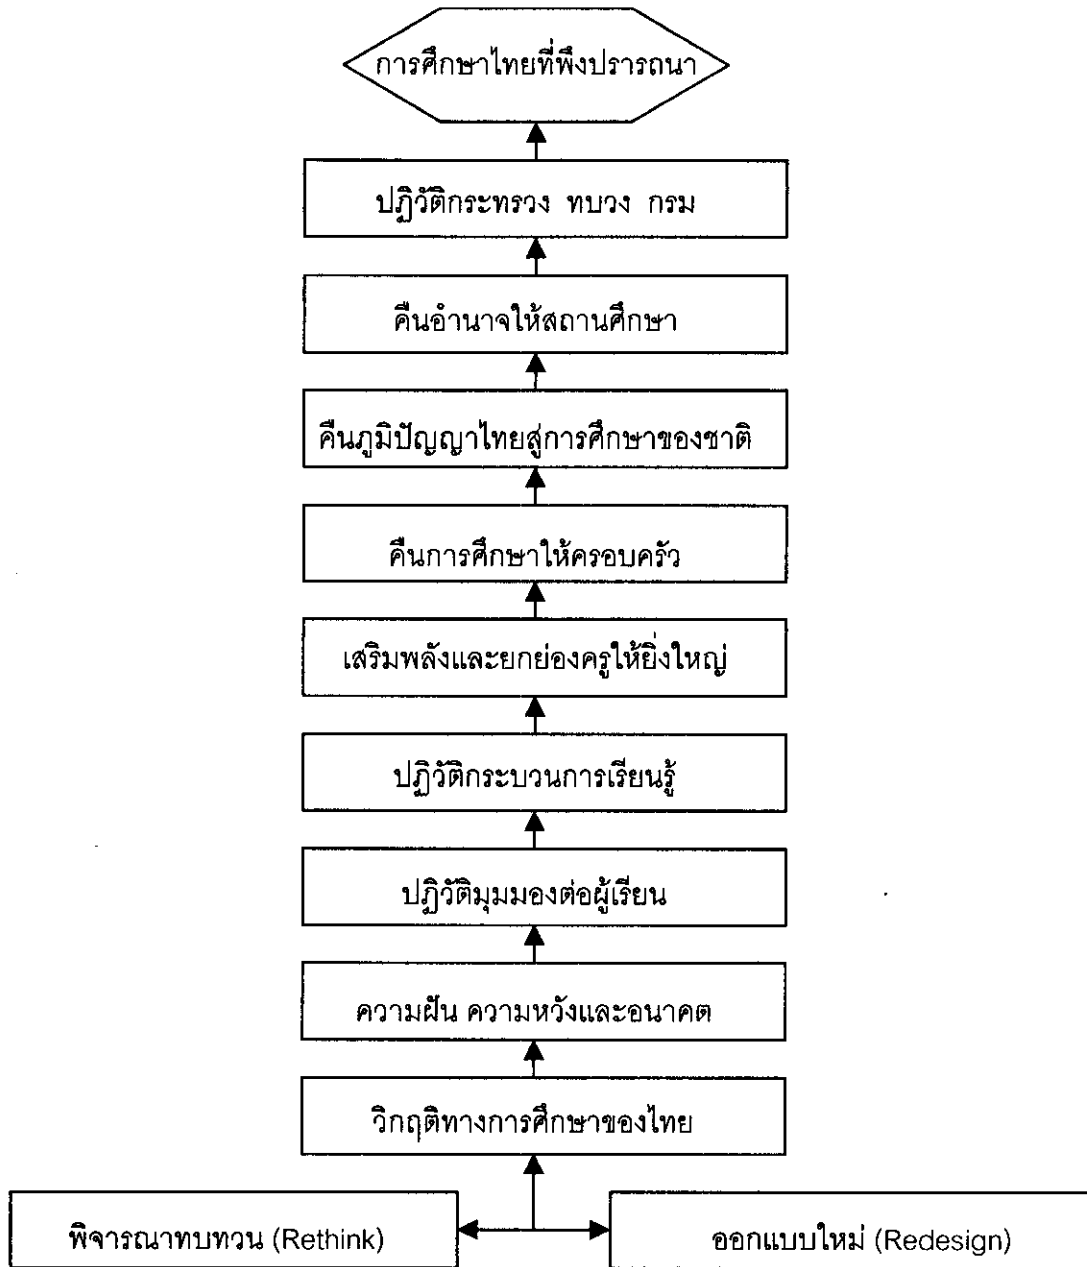 การศึกษาไทยที่พึงปรารถนา
ปฏิวัติกระทรวง ทบวง กรม
คืนอำนาจให้สถานศึกษา
คืนภูมิปัญญาไทยสู่การศึกษาของชาติ
คืนการศึกษาให้ครอบครัว
เสริมพลังและยกย่องครูให้ยิ่งใหญ่
ปฏิวัติกระบวนการเรียนรู้
ปฏิวัติมุมมองต่อผู้เรียน
ความฝัน ความหวังและอนาคต
วิกฤติทางการศึกษาของไทย
พิจารณาทบทวน (Rethink)
ออกแบบใหม่ (Redesign)